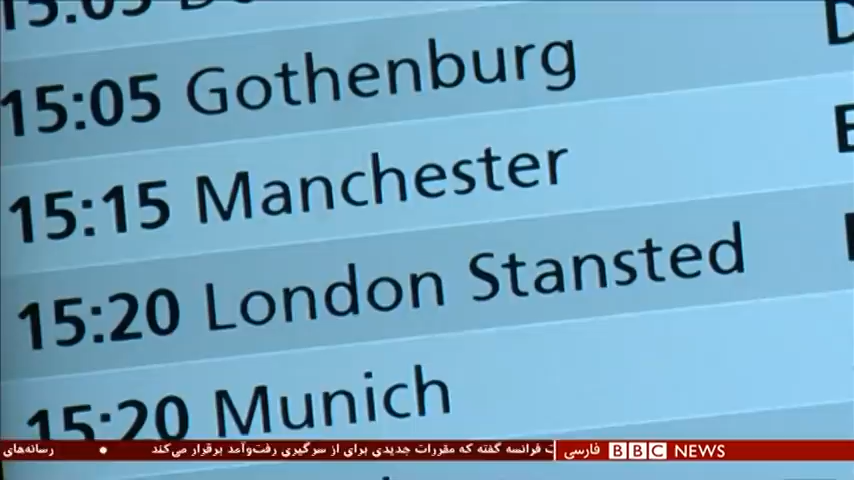 15:05 Gothenburg
15:15 Manchester
15:20 London Stansted
15:20 Munich
فارسی BBC NEWS
فرانسه گفته که مقررات جدیدی برای از سرگیری رفت‌وآمد برقرار می‌کند • رسانه‌های